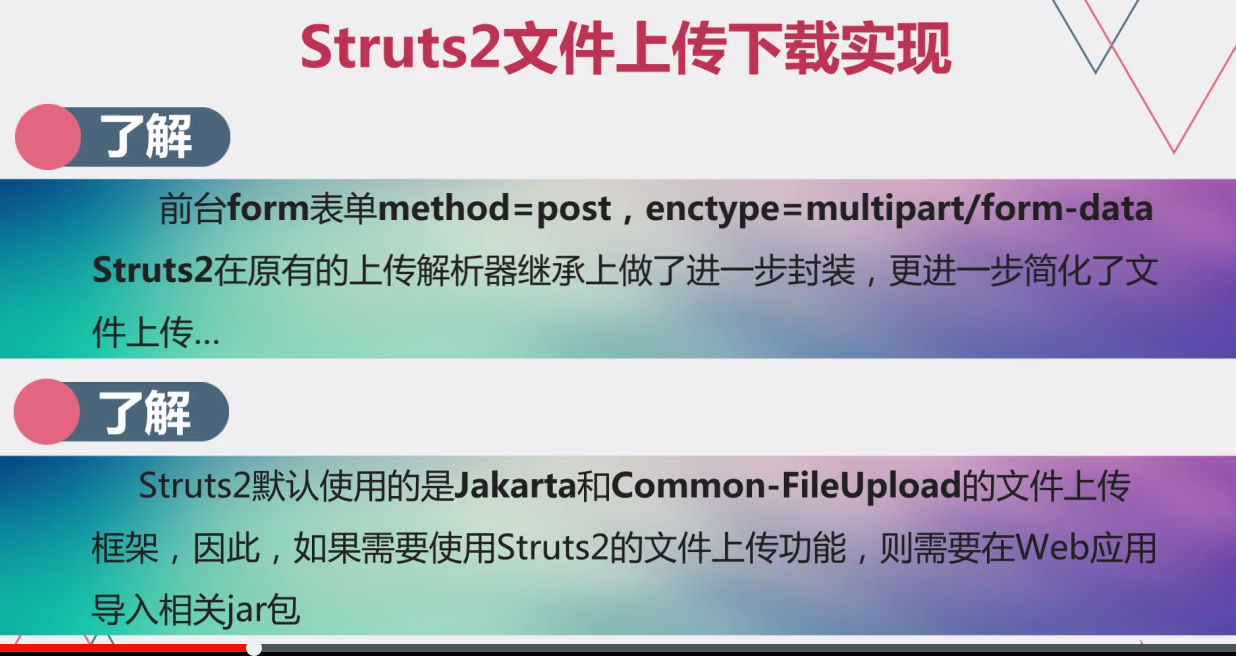 Struts2文件上传下载实现
了解
前台form表单method=post，enctype=multipart/form-data
Struts2在原有的上传解析器继承上做了进一步封装，更进一步简化了文
件上传...
了解
Struts2默认使用的是Jakarta和Common-FileUpload的文件上传
框架，因此，如果需要使用Struts2的文件上传功能，则需要在Web应用
导入相关jar包